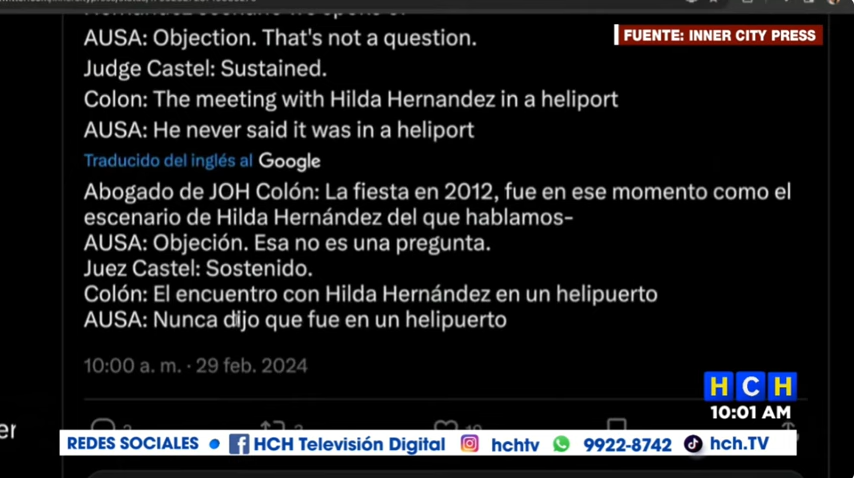 FUENTE: INNER CITY PRESS
AUSA: Objection. That's not a question.
Judge Castel: Sustained.
Colon: The meeting with Hilda Hernandez in a heliport
AUSA: He never said it was in a heliport
Traducido del inglés al Google
Abogado de JOH Colón: La fiesta en 2012, fue en ese momento como el
escenario de Hilda Hernández del que hablamos-
AUSA: Objeción. Esa no es una pregunta.
Juez Castel: Sostenido.
Colón: El encuentro con Hilda Hernández en un helipuerto
AUSA: Nunca dijo que fue en un helipuerto
10:00 a. m. · 29 feb. 2024
HCH
10:01 AM
er
REDES SOCIALES • HCH Televisión Digital hchtv 9922-8742 hch.TV